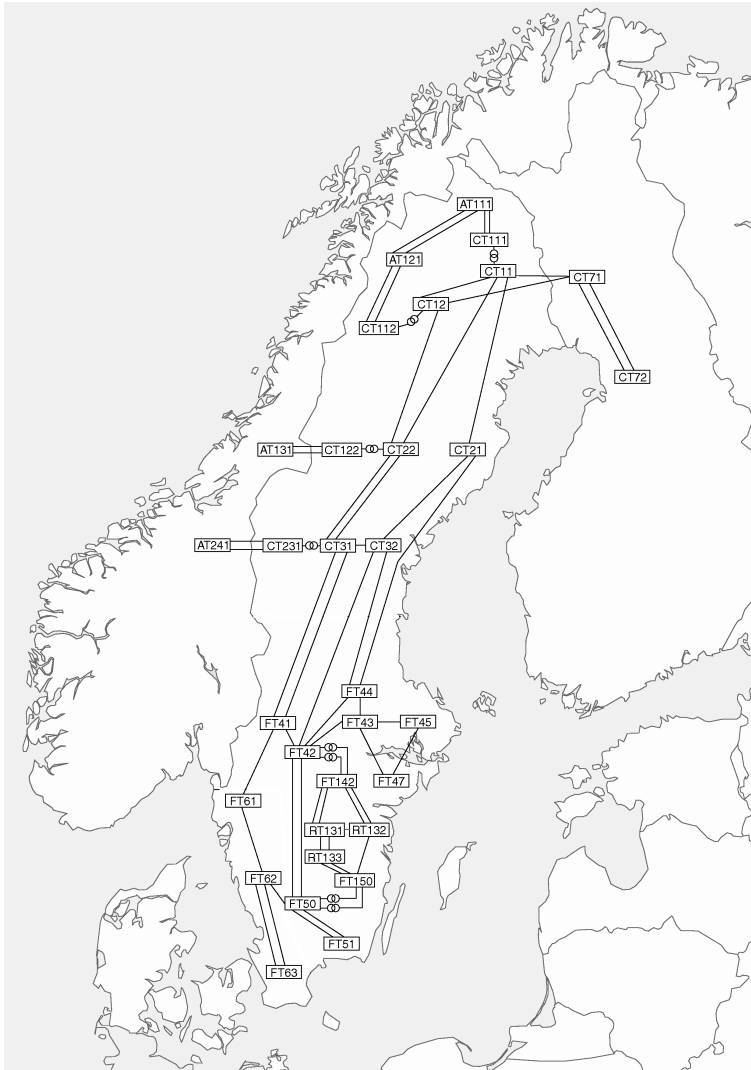 AT111
CT111
AT121
CT11
CT71
CT12
CT112
CT72
AT131
CT122
CT22
CT21
AT241
CT231
CT31
CT32
FT44
FT41
FT43
FT45
FT42
FT142
FT47
FT61
RT131
RT132
RT133
FT62
FT150
FT50
FT51
FT63